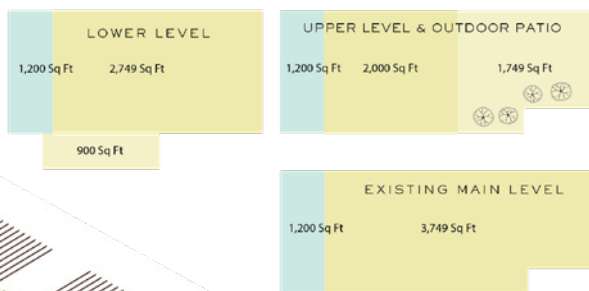 LOWER LEVEL
1,200 Sq Ft 2,749 Sq Ft
900 Sq Ft
UPPER LEVEL & OUTDOOR PATIO
1,200 Sq Ft 2,000 Sq Ft 1,749 Sq Ft
EXISTING MAIN LEVEL
1,200 Sq Ft 3,749 Sq Ft